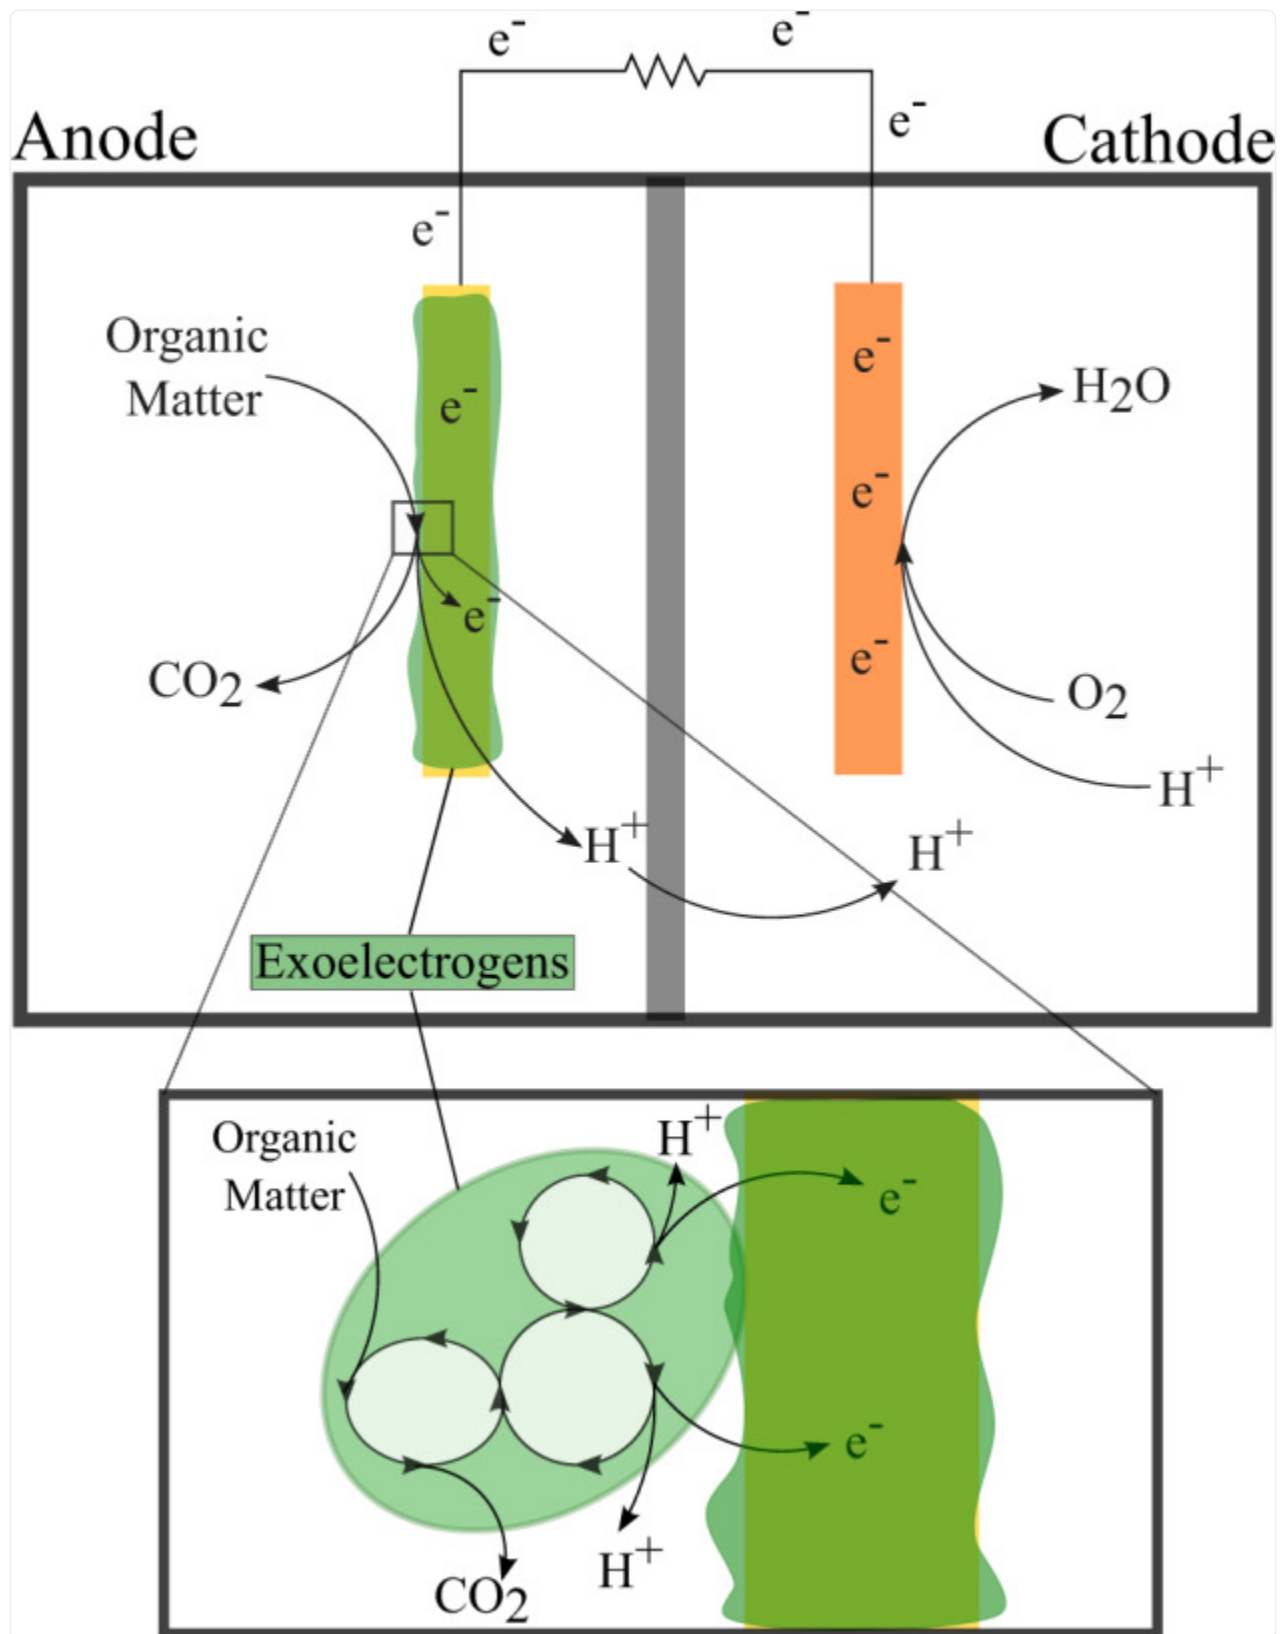 e⁻
e⁻
e⁻
Anode
Cathode
e⁻
Organic
Matter
e⁻
e⁻
CO₂
H⁺
Exoelectrogens
e⁻
e⁻
e⁻
H₂O
O₂
H⁺
H⁺
Organic
Matter
H⁺
e⁻
e⁻
H⁺
CO₂